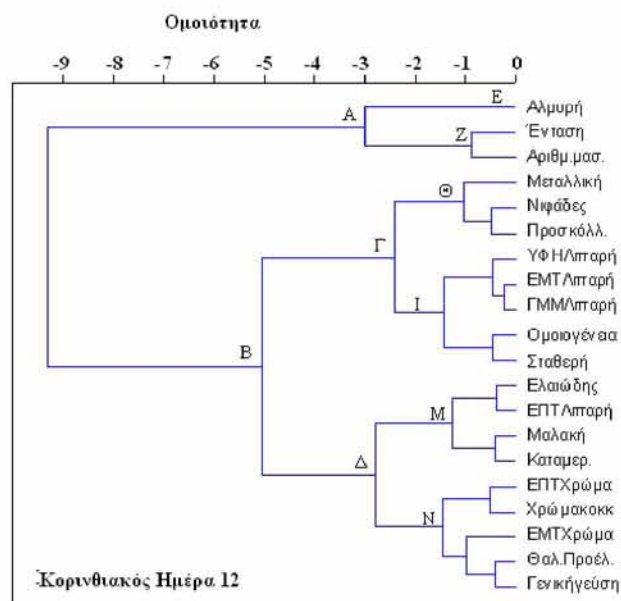 Ομοιότητα
-9 -8 -7 -6 -5 -4 -3 -2 -1 0
Ε
Αλμυρή
Α
Ένταση
Ζ
Αριθμ.μασ.
Μεταλλική
Θ
Νιφάδες
Προσκόλλ.
Γ
ΥΦΗΛιπαρή
ΕΜΤΛιπαρή
Ι
ΓΜΜΛιπαρή
Ομοιογένεια
Β
Σταθερή
Ελαιώδης
Μ
ΕΠΤΛιπαρή
Μαλακή
Δ
Καταμερ.
ΕΠΤΧρώμα
Ν
Χρώμακοκκ
ΕΜΤΧρώμα
Θαλ.Προέλ.
Κορινθιακός Ημέρα 12
Γενικήγεύση